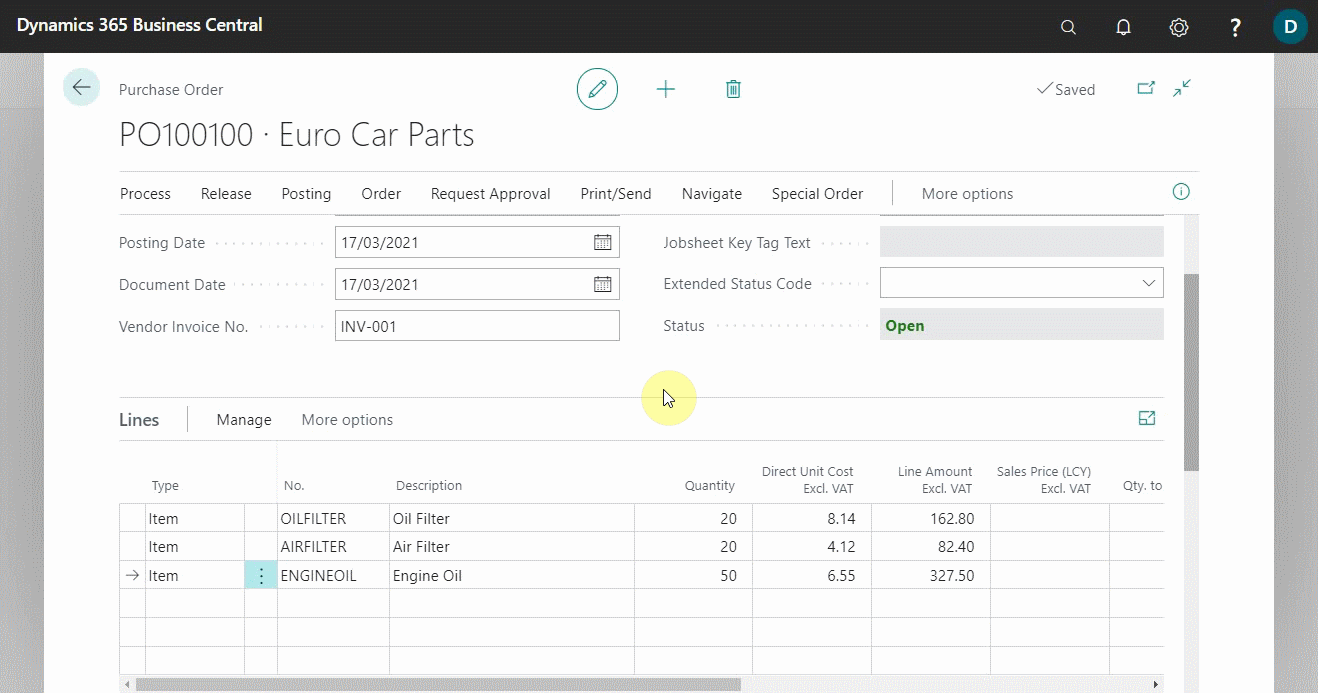 Dynamics 365 Business Central
?
D
Purchase Order
Saved
PO100100 · Euro Car Parts
Process Release Posting Order Request Approval Print/Send Navigate Special Order More options
Posting Date 17/03/2021 Jobsheet Key Tag Text
Document Date 17/03/2021 Extended Status Code
Vendor Invoice No. INV-001 Status Open
Lines Manage More options
Type No. Description Quantity Direct Unit Cost Excl. VAT Line Amount Excl. VAT Sales Price (LCY) Excl. VAT Qty. to
Item OILFILTER Oil Filter 20 8.14 162.80
Item AIRFILTER Air Filter 20 4.12 82.40
Item ENGINEOIL Engine Oil 50 6.55 327.50